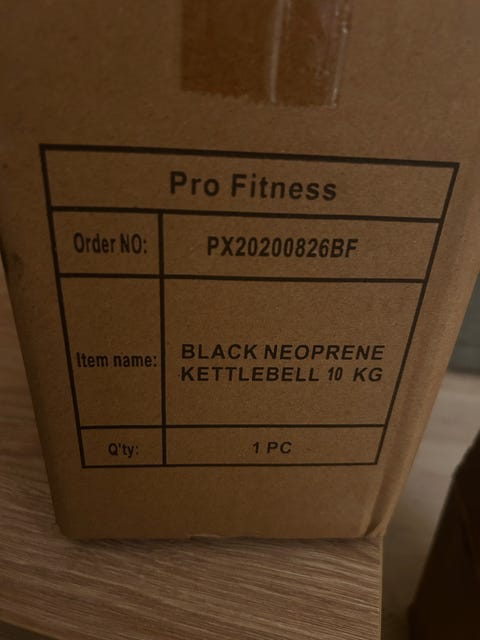 Pro Fitness
Order NO: PX20200826BF
Item name: BLACK NEOPRENE
KETTLEBELL 10 KG
Q'ty: 1 PC